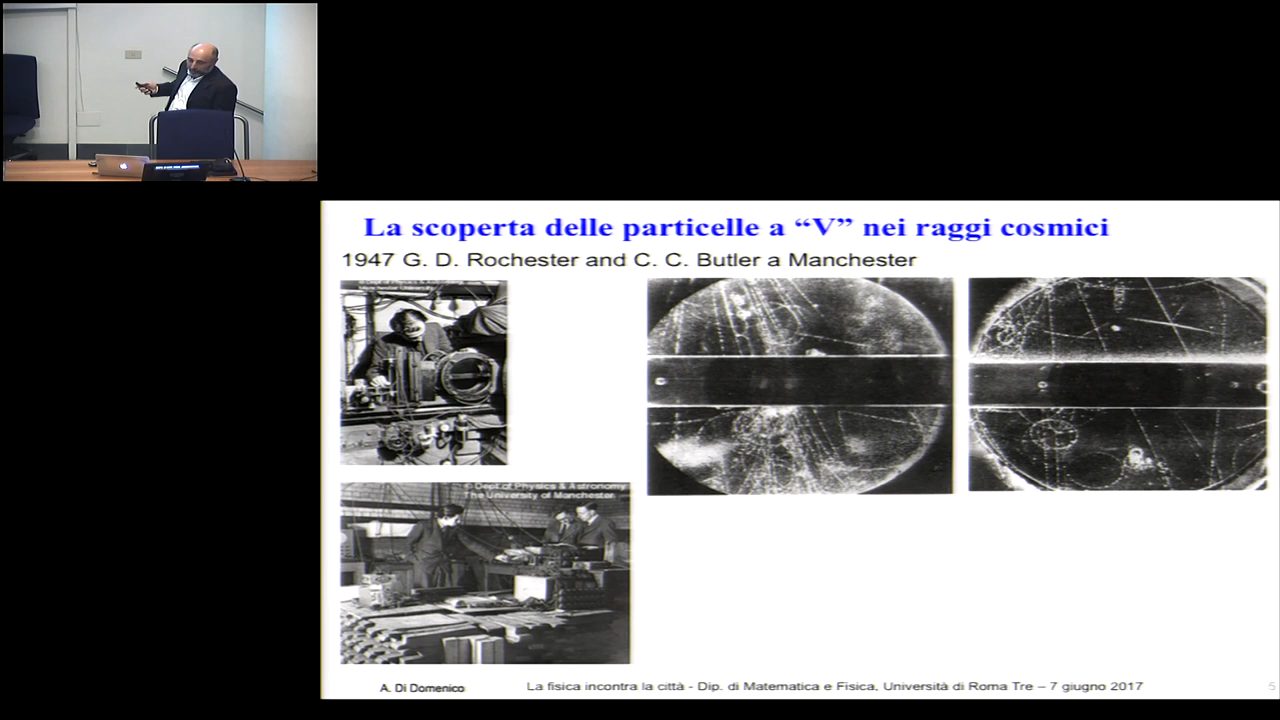 La scoperta delle particelle a “V” nei raggi cosmici
1947 G. D. Rochester and C. C. Butler a Manchester
© Dept of Physics & Astronomy
The University of Manchester
A. Di Domenico
La fisica incontra la città - Dip. di Matematica e Fisica, Università di Roma Tre – 7 giugno 2017
5